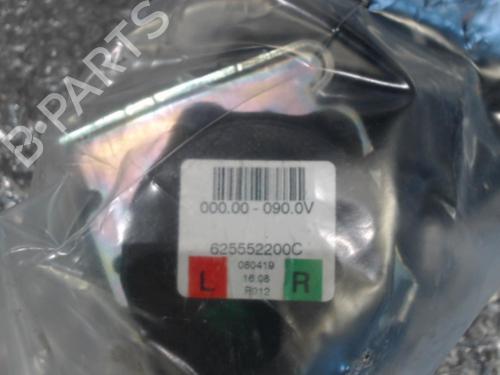 B-PARTS
000.00 - 090.0V
625552200C
L
080419
16:08
R012
R